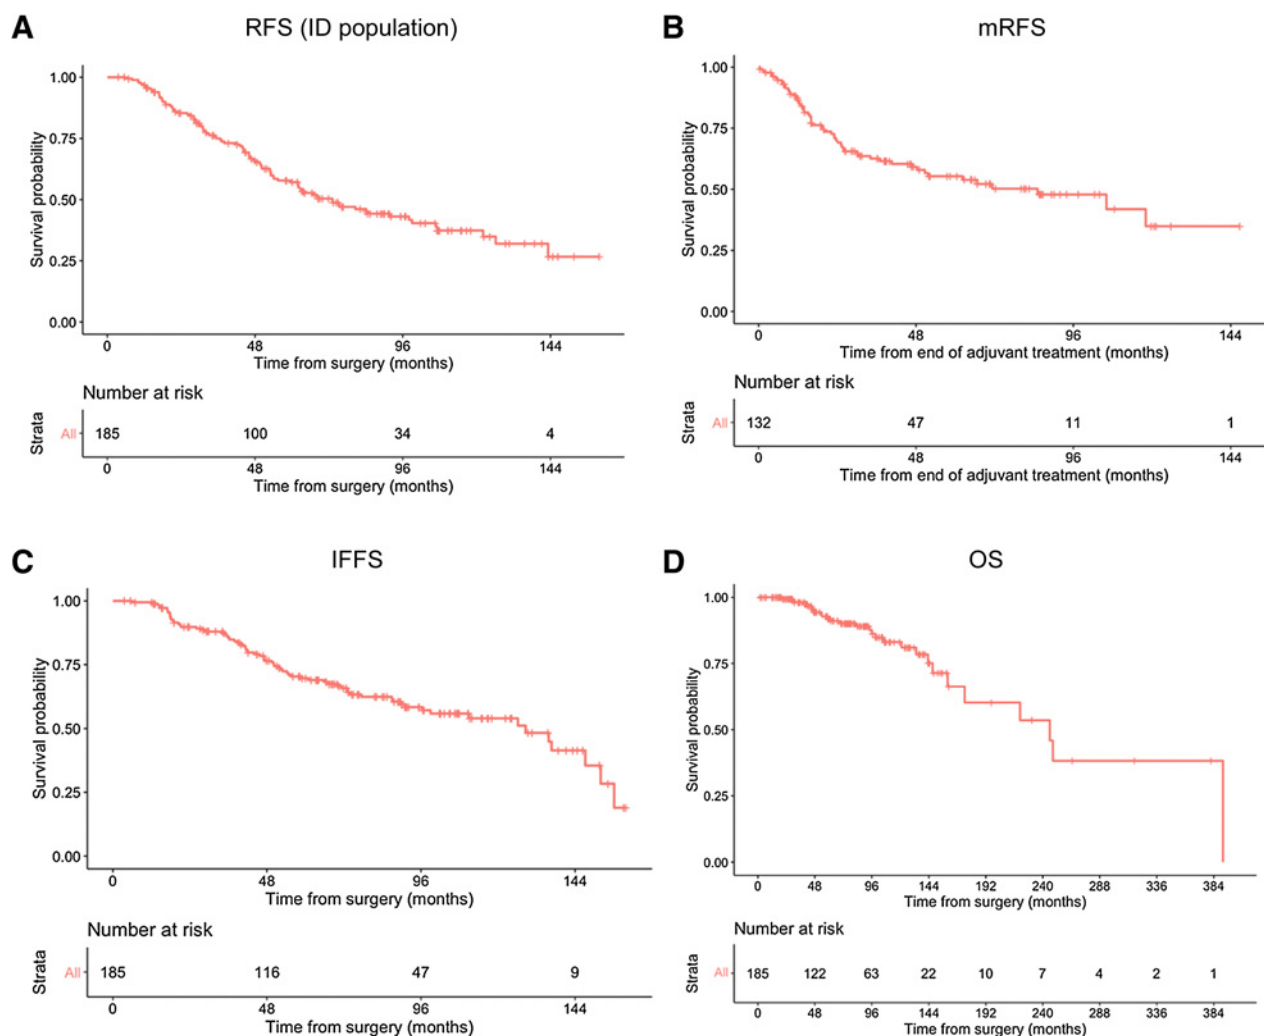 A
RFS (ID population)
Survival probability
1.00
0.75
0.50
0.25
0.00
0 48 96 144
Time from surgery (months)
Number at risk
Strata
All 185 100 34 4
0 48 96 144
Time from surgery (months)
B
mRFS
Survival probability
1.00
0.75
0.50
0.25
0.00
0 48 96 144
Time from end of adjuvant treatment (months)
Number at risk
Strata
All 132 47 11 1
0 48 96 144
Time from end of adjuvant treatment (months)
C
IFFS
Survival probability
1.00
0.75
0.50
0.25
0.00
0 48 96 144
Time from surgery (months)
Number at risk
Strata
All 185 116 47 9
0 48 96 144
Time from surgery (months)
D
OS
Survival probability
1.00
0.75
0.50
0.25
0.00
0 48 96 144 192 240 288 336 384
Time from surgery (months)
Number at risk
Strata
All 185 122 63 22 10 7 4 2 1
0 48 96 144 192 240 288 336 384
Time from surgery (months)